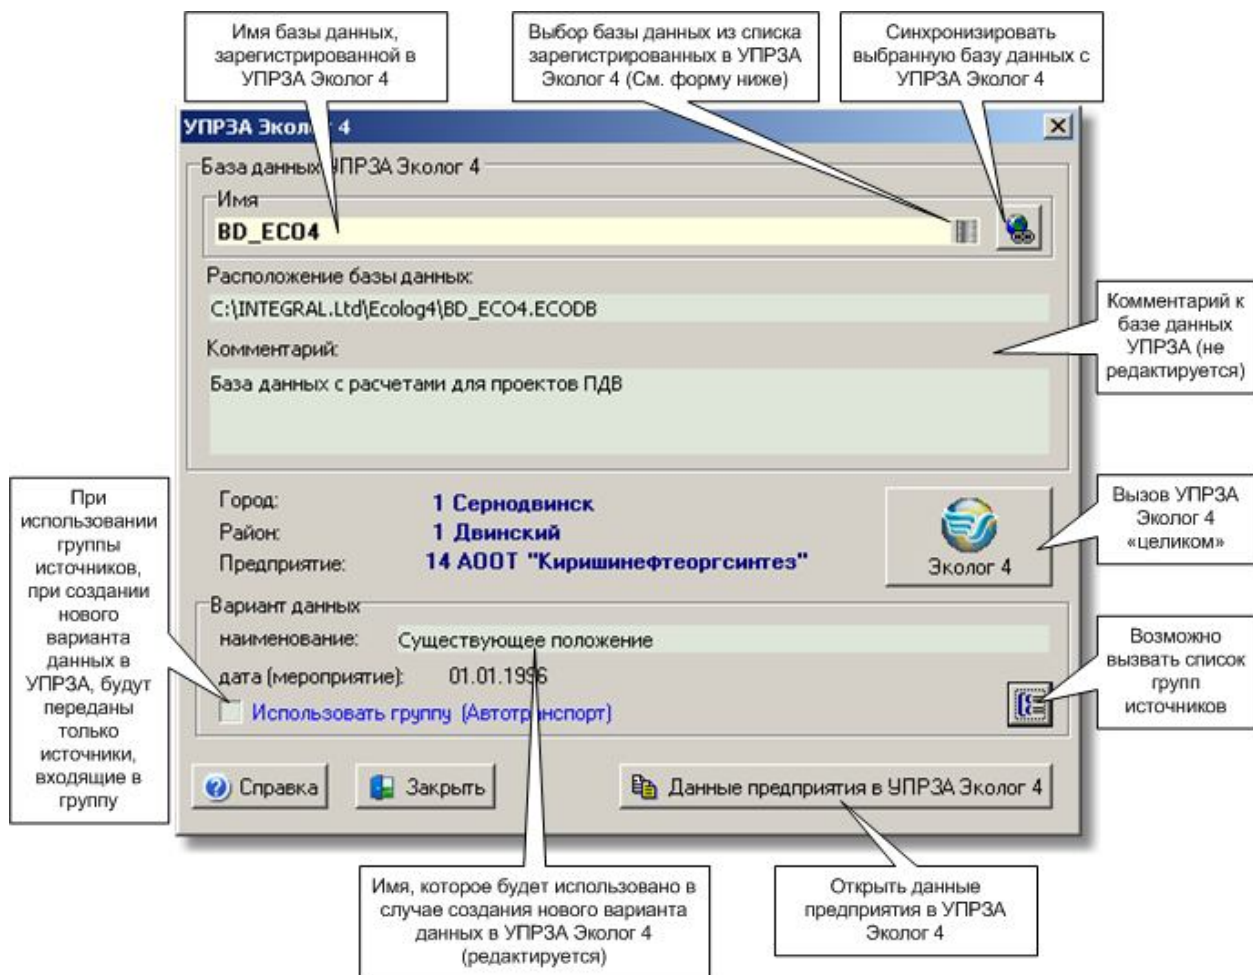 Имя базы данных,
зарегистрированной в
УПРЗА Эколог 4
Выбор базы данных из списка
зарегистрированных в УПРЗА
Эколог 4 (См. форму ниже)
Синхронизировать
выбранную базу данных с
УПРЗА Эколог 4
УПРЗА Эколог 4
База данных УПРЗА Эколог 4
Имя
BD_ECO4
Расположение базы данных:
C:\INTEGRAL.Ltd\Ecolog4\BD_ECO4.ECODB
Комментарий:
База данных с расчетами для проектов ПДВ
Комментарий к
базе данных
УПРЗА (не
редактируется)
При
использовании
группы
источников,
при создании
нового
варианта
данных в
УПРЗА, будут
переданы
только
источники,
входящие в
группу
Город: 1 Сернодвинск
Район: 1 Двинский
Предприятие: 14 АООТ "Киришинефтеоргсинтез"
Эколог 4
Вызов УПРЗА
Эколог 4
«целиком»
Вариант данных
наименование: Существующее положение
дата (мероприятие): 01.01.1996
Использовать группу (Автотранспорт)
Возможно
вызвать список
групп
источников
Справка
Закрыть
Данные предприятия в УПРЗА Эколог 4
Имя, которое будет использовано в
случае создания нового варианта
данных в УПРЗА Эколог 4
(редактируется)
Открыть данные
предприятия в УПРЗА
Эколог 4